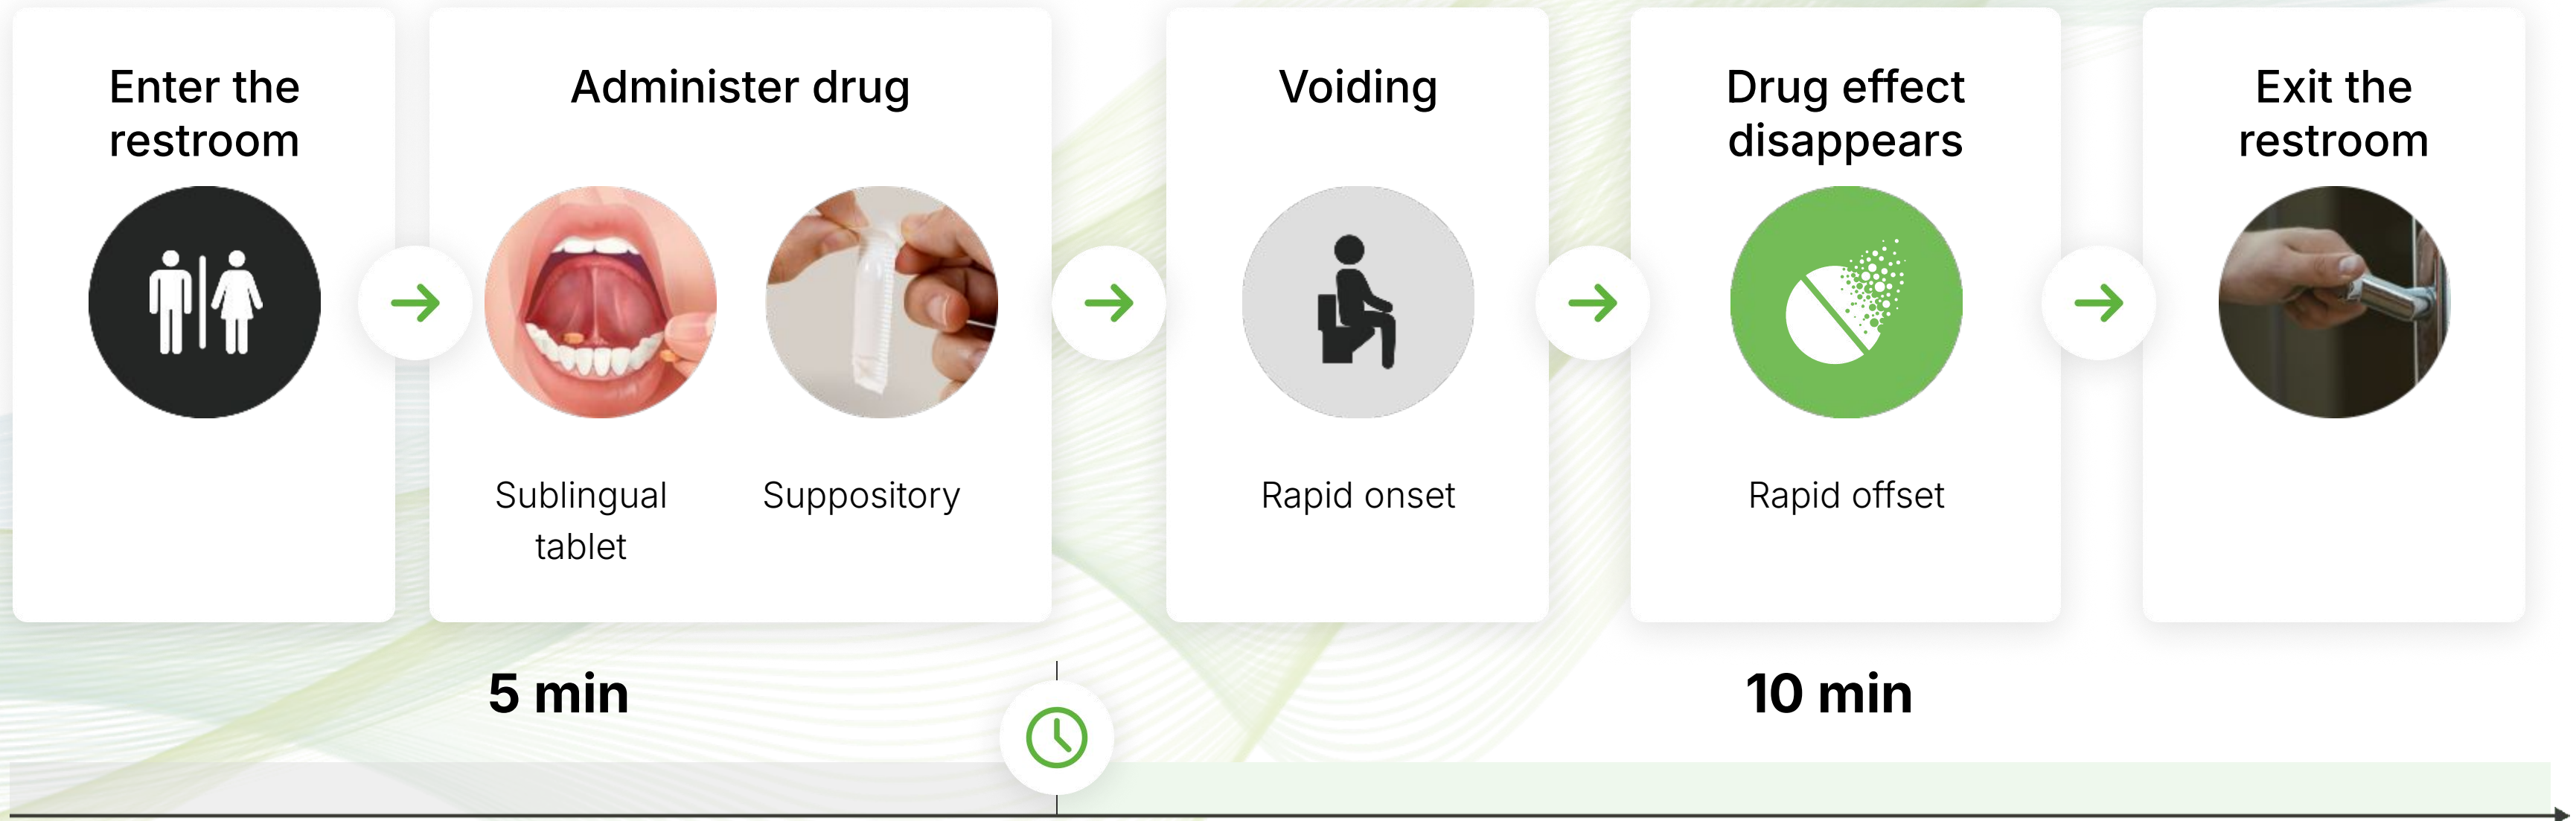 Enter the
restroom
Administer drug
Sublingual
tablet
Suppository
Voiding
Rapid onset
Drug effect
disappears
Rapid offset
Exit the
restroom
5 min
10 min